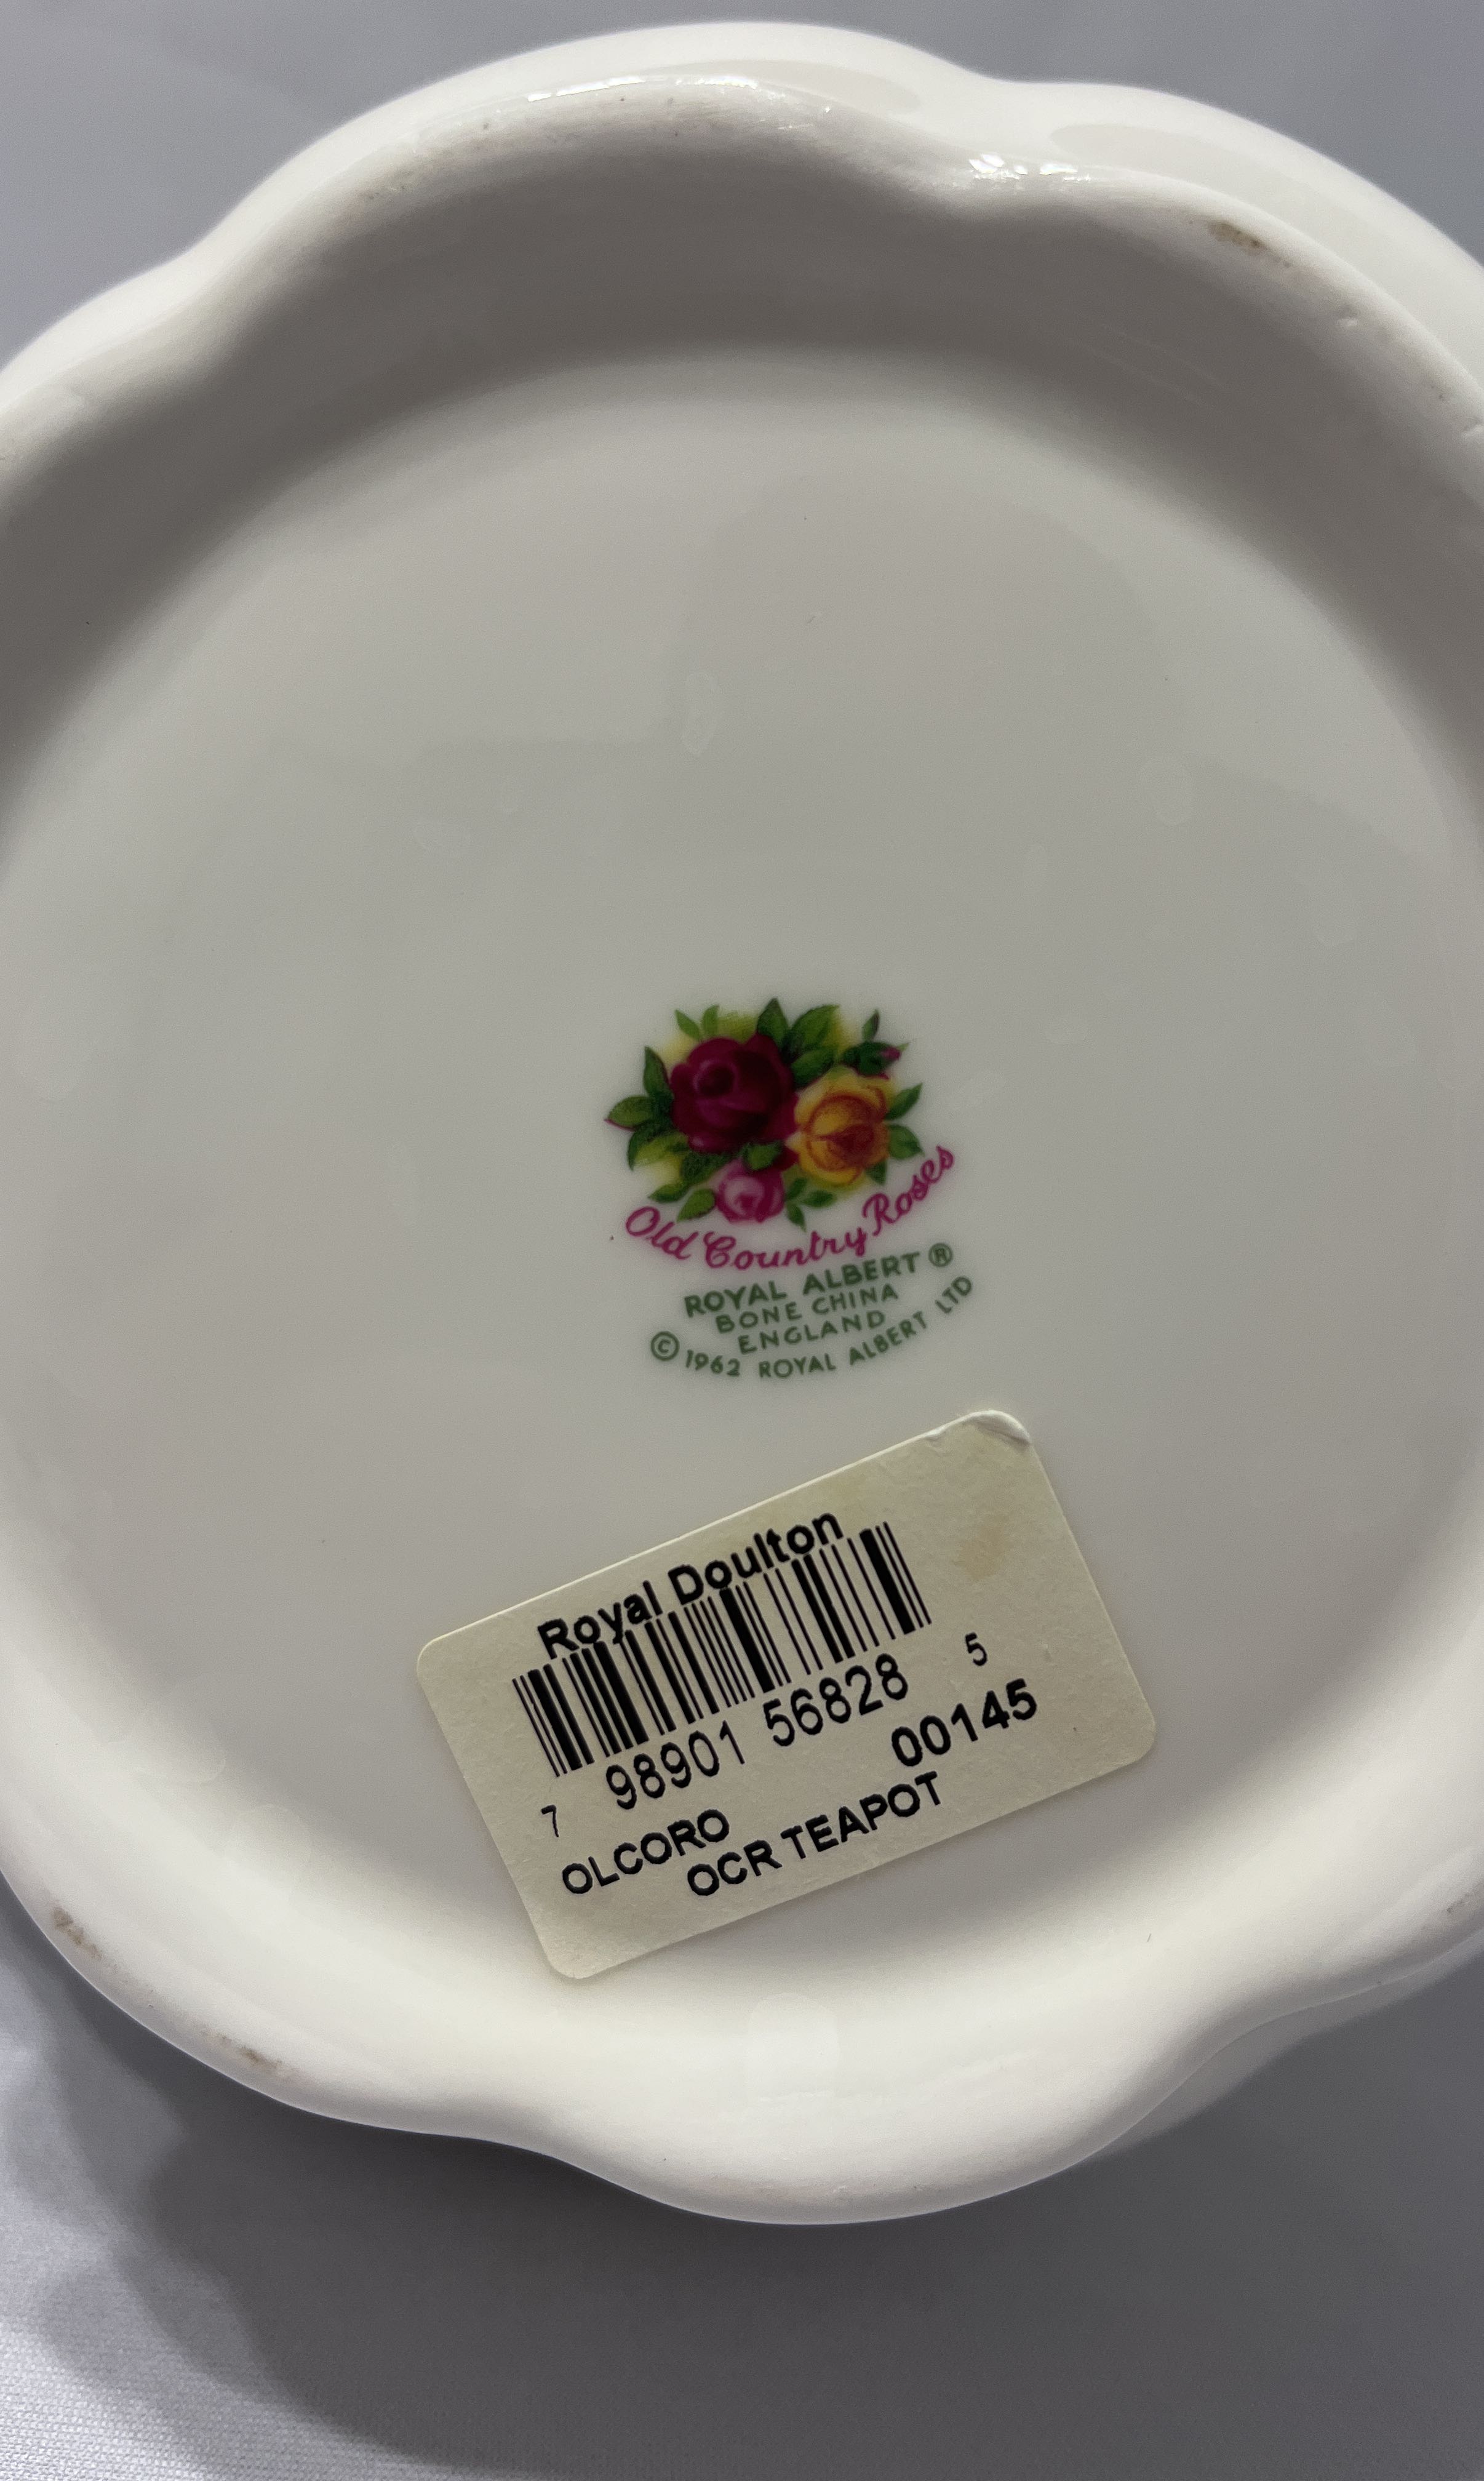 Old Country Roses
ROYAL ALBERT ®
BONE CHINA
ENGLAND
© 1962 ROYAL ALBERT LTD
Royal Doulton
7 98901 56828 5
00145
OLCORO
OCR TEAPOT